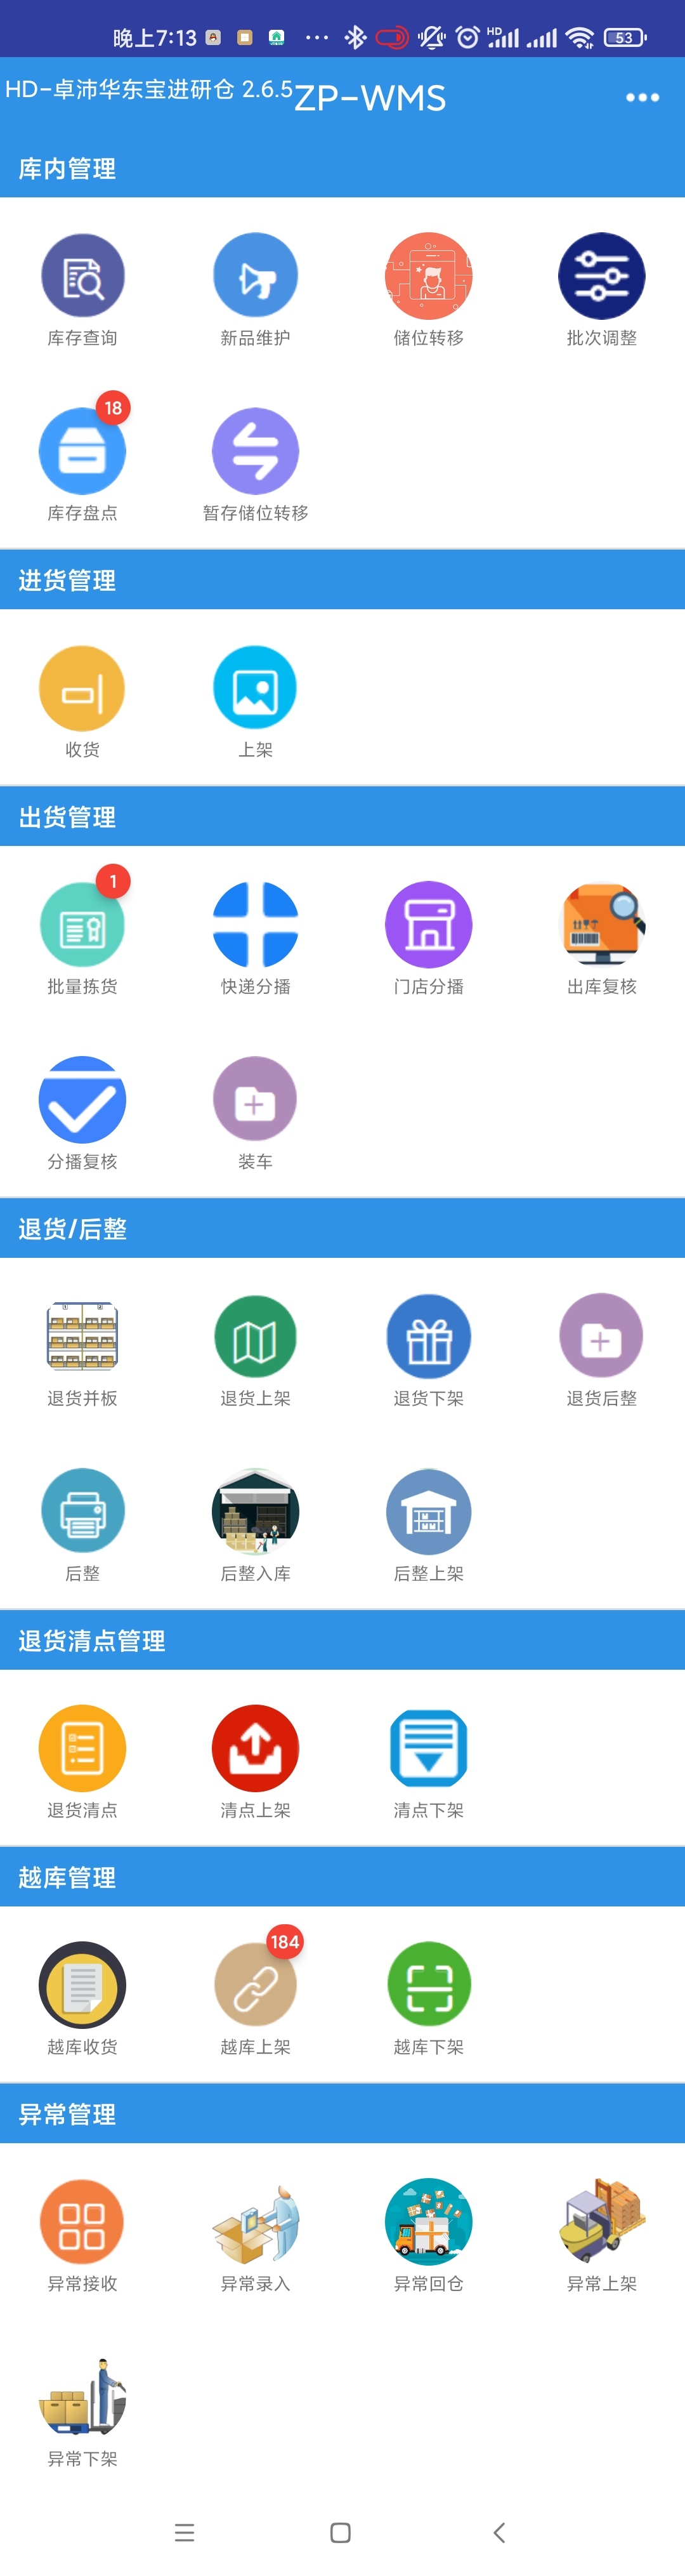 晚上7:13
HD
53
HD-卓沛华东宝进研仓 2.6.5
ZP-WMS
库内管理
库存查询 新品维护 储位转移 批次调整
18
库存盘点 暂存储位转移
进货管理
收货 上架
出货管理
1
批量拣货 快递分播 门店分播 出库复核
分播复核 装车
退货/后整
退货并板 退货上架 退货下架 退货后整
后整 后整入库 后整上架
退货清点管理
退货清点 清点上架 清点下架
越库管理
184
越库收货 越库上架 越库下架
异常管理
异常接收 异常录入 异常回仓 异常上架
异常下架